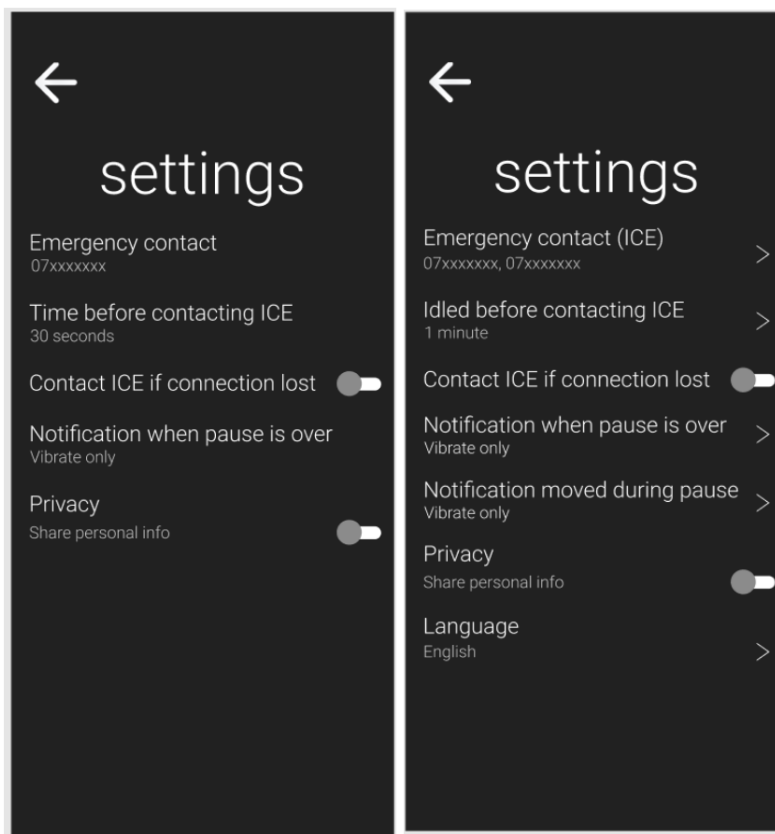 settings
Emergency contact
07xxxxxxx
Time before contacting ICE
30 seconds
Contact ICE if connection lost
Notification when pause is over
Vibrate only
Privacy
Share personal info
settings
Emergency contact (ICE)
07xxxxxxx, 07xxxxxxx
Idled before contacting ICE
1 minute
Contact ICE if connection lost
Notification when pause is over
Vibrate only
Notification moved during pause
Vibrate only
Privacy
Share personal info
Language
English